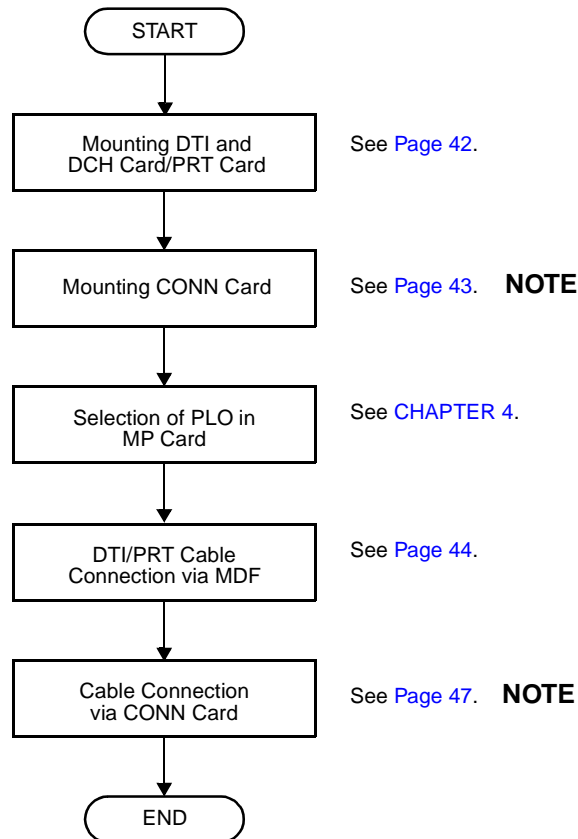 START
Mounting DTI and
DCH Card/PRT Card
See Page 42.
Mounting CONN Card
See Page 43. NOTE
Selection of PLO in
MP Card
See CHAPTER 4.
DTI/PRT Cable
Connection via MDF
See Page 44.
Cable Connection
via CONN Card
See Page 47. NOTE
END